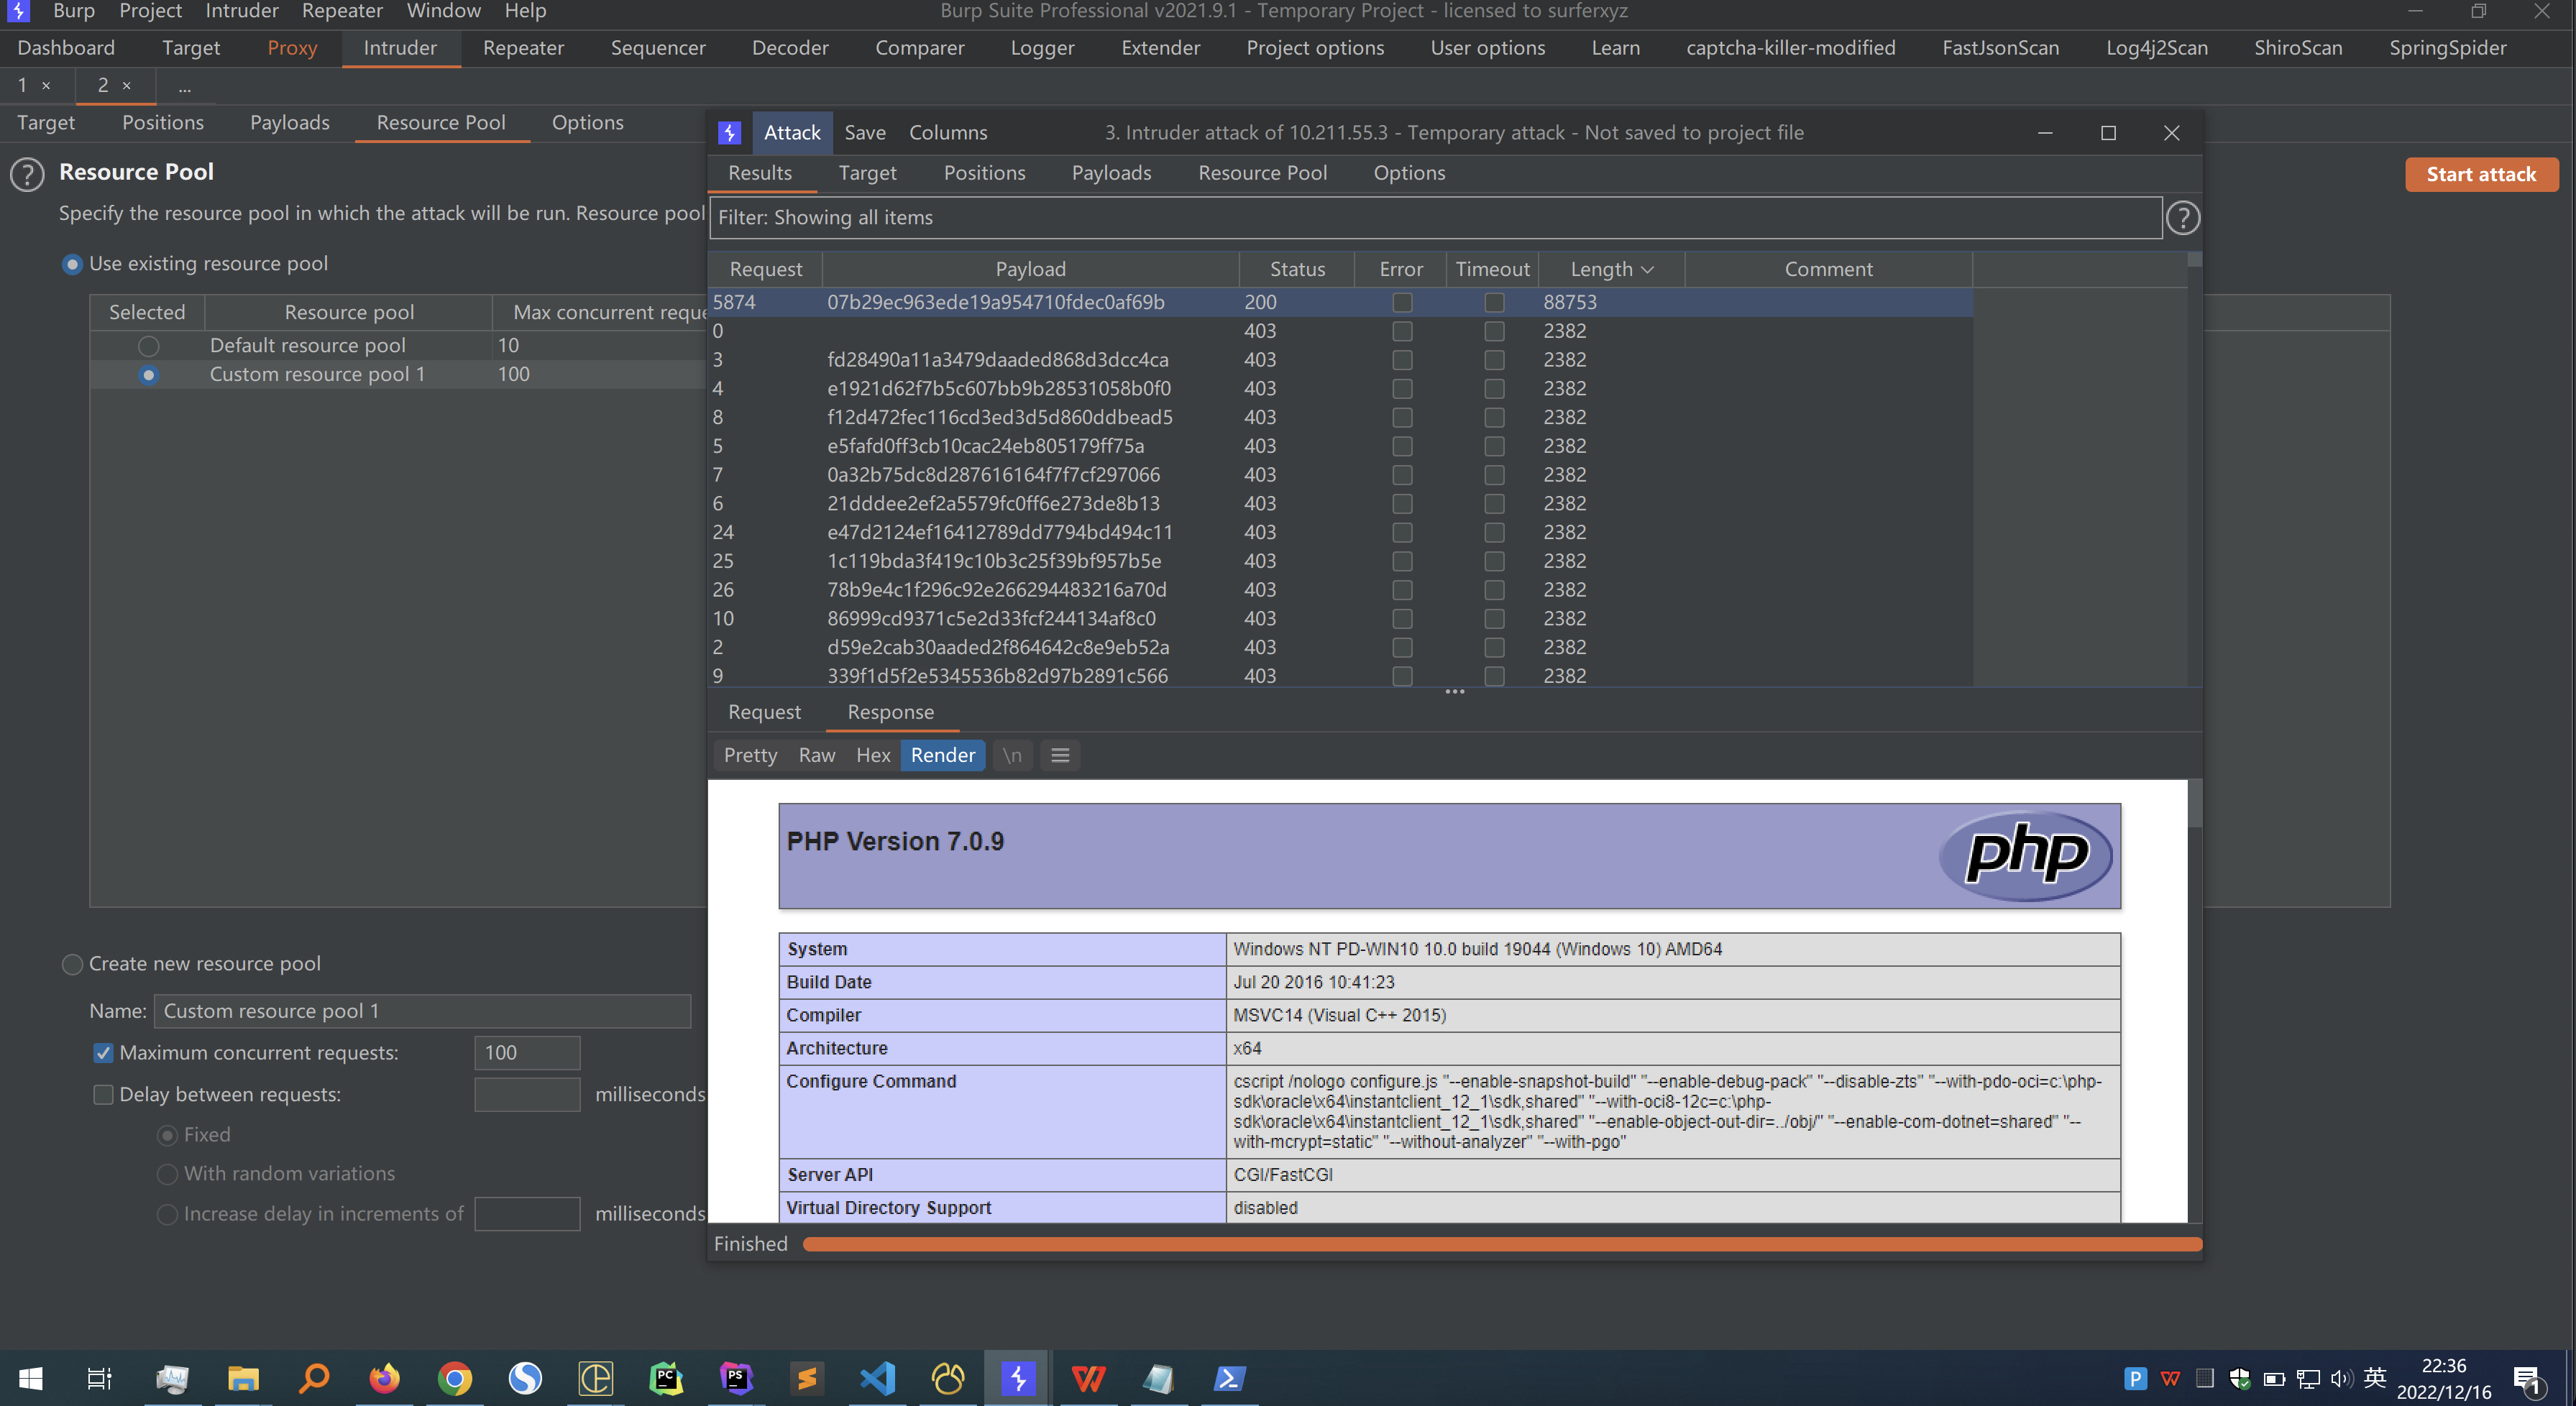 Burp Project Intruder Repeater Window Help Burp Suite Professional v2021.9.1 - Temporary Project - licensed to surferxyz
Dashboard Target Proxy Intruder Repeater Sequencer Decoder Comparer Logger Extender Project options User options Learn captcha-killer-modified FastJsonScan Log4j2Scan ShiroScan SpringSpider
1 × 2 × ...
Target Positions Payloads Resource Pool Options
Resource Pool
Specify the resource pool in which the attack will be run. Resource pool
Use existing resource pool
Selected Resource pool Max concurrent reque
Default resource pool 10
Custom resource pool 1 100
Create new resource pool
Name: Custom resource pool 1
Maximum concurrent requests: 100
Delay between requests: milliseconds
Fixed
With random variations
Increase delay in increments of milliseconds
Start attack
Attack Save Columns 3. Intruder attack of 10.211.55.3 - Temporary attack - Not saved to project file
Results Target Positions Payloads Resource Pool Options
Filter: Showing all items
Request Payload Status Error Timeout Length Comment
5874 07b29ec963ede19a954710fdec0af69b 200 88753
0 403 2382
3 fd28490a11a3479daaded868d3dcc4ca 403 2382
4 e1921d62f7b5c607bb9b28531058b0f0 403 2382
8 f12d472fec116cd3ed3d5d860ddbead5 403 2382
5 e5fafd0ff3cb10cac24eb805179ff75a 403 2382
7 0a32b75dc8d287616164f7f7cf297066 403 2382
6 21dddee2ef2a5579fc0ff6e273de8b13 403 2382
24 e47d2124ef16412789dd7794bd494c11 403 2382
25 1c119bda3f419c10b3c25f39bf957b5e 403 2382
26 78b9e4c1f296c92e266294483216a70d 403 2382
10 86999cd9371c5e2d33fcf244134af8c0 403 2382
2 d59e2cab30aaded2f864642c8e9eb52a 403 2382
9 339f1d5f2e5345536b82d97b2891c566 403 2382
Request Response
Pretty Raw Hex Render \n
PHP Version 7.0.9
php
System Windows NT PD-WIN10 10.0 build 19044 (Windows 10) AMD64
Build Date Jul 20 2016 10:41:23
Compiler MSVC14 (Visual C++ 2015)
Architecture x64
Configure Command cscript /nologo configure.js "--enable-snapshot-build" "--enable-debug-pack" "--disable-zts" "--with-pdo-oci=c:\php-
sdk\oracle\x64\instantclient_12_1\sdk,shared" "--with-oci8-12c=c:\php-
sdk\oracle\x64\instantclient_12_1\sdk,shared" "--enable-object-out-dir=../obj/" "--enable-com-dotnet=shared" "--
with-mcrypt=static" "--without-analyzer" "--with-pgo"
Server API CGI/FastCGI
Virtual Directory Support disabled
Finished
PC PS P 英 22:36
2022/12/16 1